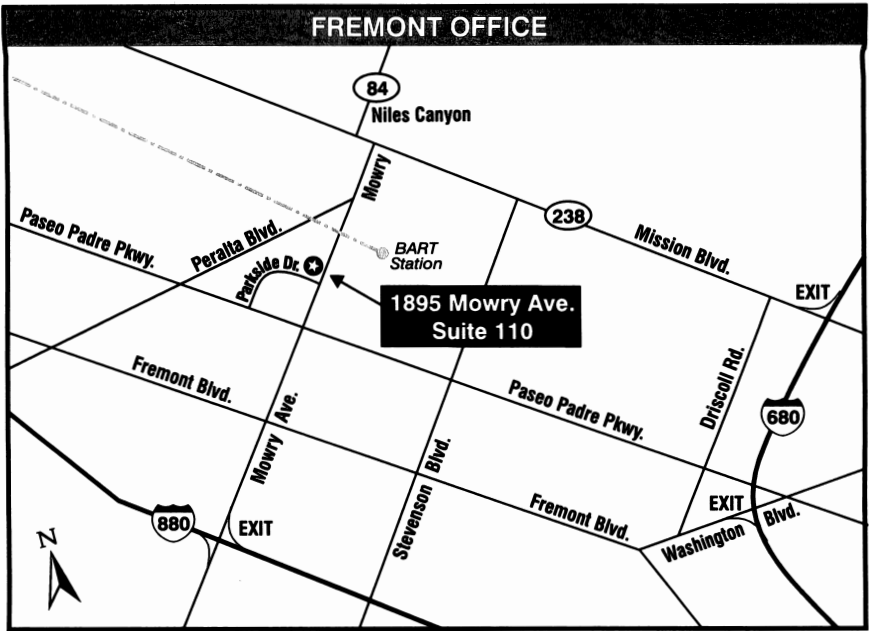 FREMONT OFFICE
84
Niles Canyon
Mowry
238
Mission Blvd.
Paseo Padre Pkwy.
Peralta Blvd.
BART
Station
Parkside Dr.
EXIT
1895 Mowry Ave.
Suite 110
Driscoll Rd.
Fremont Blvd.
Paseo Padre Pkwy.
680
Mowry Ave.
Stevenson Blvd.
EXIT
Fremont Blvd.
Washington Blvd.
880
EXIT
N